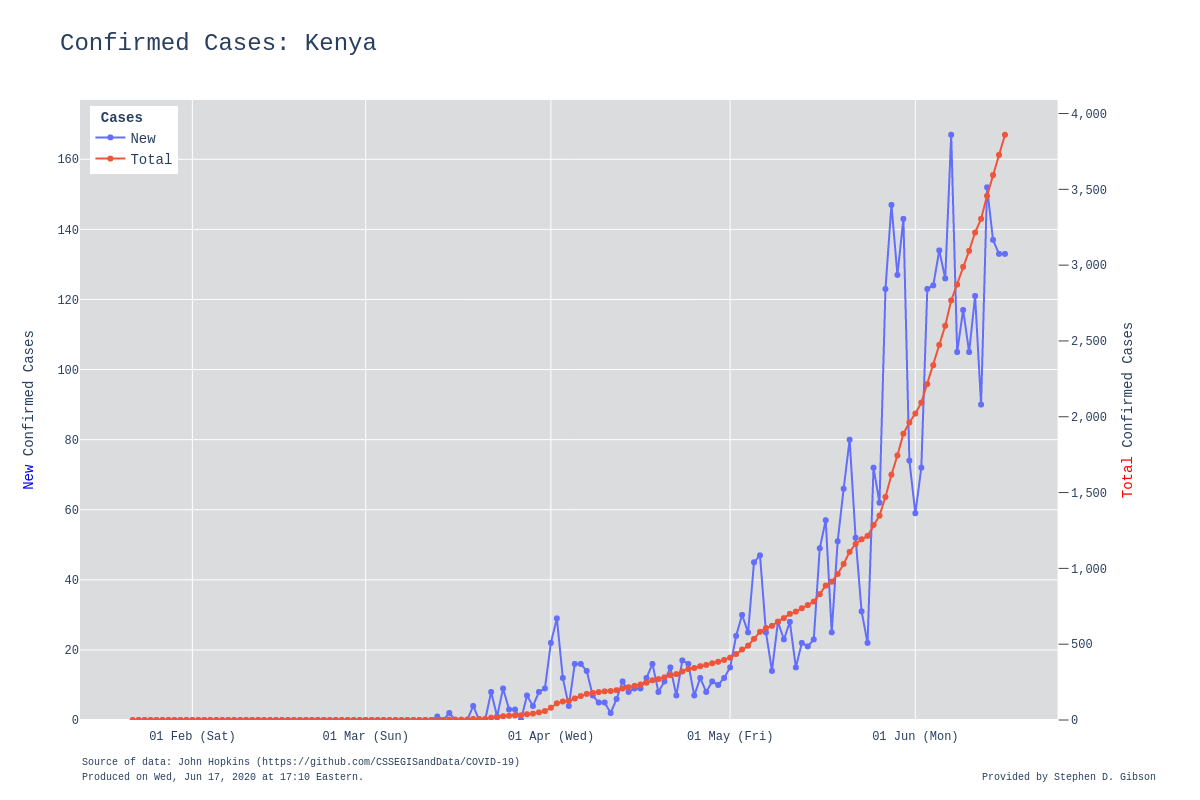 Confirmed Cases: Kenya
Cases
New
Total
160
140
120
100
80
60
40
20
0
New Confirmed Cases
4,000
3,500
3,000
2,500
2,000
1,500
1,000
500
0
Total Confirmed Cases
01 Feb (Sat) 01 Mar (Sun) 01 Apr (Wed) 01 May (Fri) 01 Jun (Mon)
Source of data: John Hopkins (https://github.com/CSSEGISandData/COVID-19)
Produced on Wed, Jun 17, 2020 at 17:10 Eastern.
Provided by Stephen D. Gibson